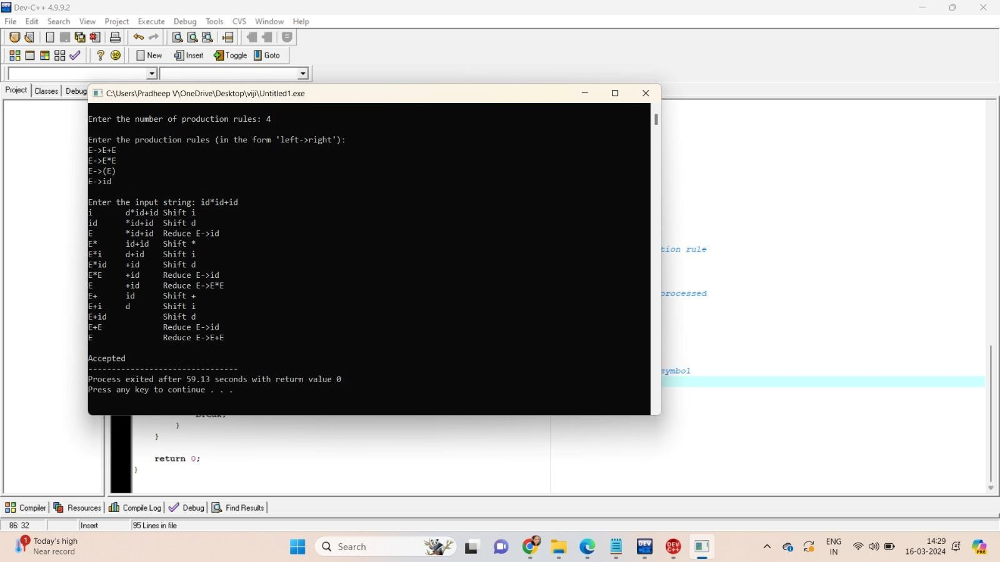 Dev-C++ 4.9.9.2
File Edit Search View Project Execute Debug Tools CVS Window Help
New Insert Toggle Goto
Project Classes Debug
C:\Users\Pradheep V\OneDrive\Desktop\viji\Untitled1.exe
Enter the number of production rules: 4
Enter the production rules (in the form 'left->right'):
E->E+E
E->E*E
E->(E)
E->id
Enter the input string: id*id+id
i d*id+id Shift i
id *id+id Shift d
E *id+id Reduce E->id
E* id+id Shift *
E*i d+id Shift i
E*id +id Shift d
E*E +id Reduce E->id
E +id Reduce E->E*E
E+ id Shift +
E+i d Shift i
E+id Shift d
E+E Reduce E->id
E Reduce E->E+E
Accepted
--------------------------------
Process exited after 59.13 seconds with return value 0
Press any key to continue . . .
tion rule
processed
symbol
break;
}
}
return 0;
}
Compiler Resources Compile Log Debug Find Results
86: 32 Insert 95 Lines in file
1 Today's high
Near record
Search
DEV
DEV C++
ENG
IN
14:29
16-03-2024
PRE